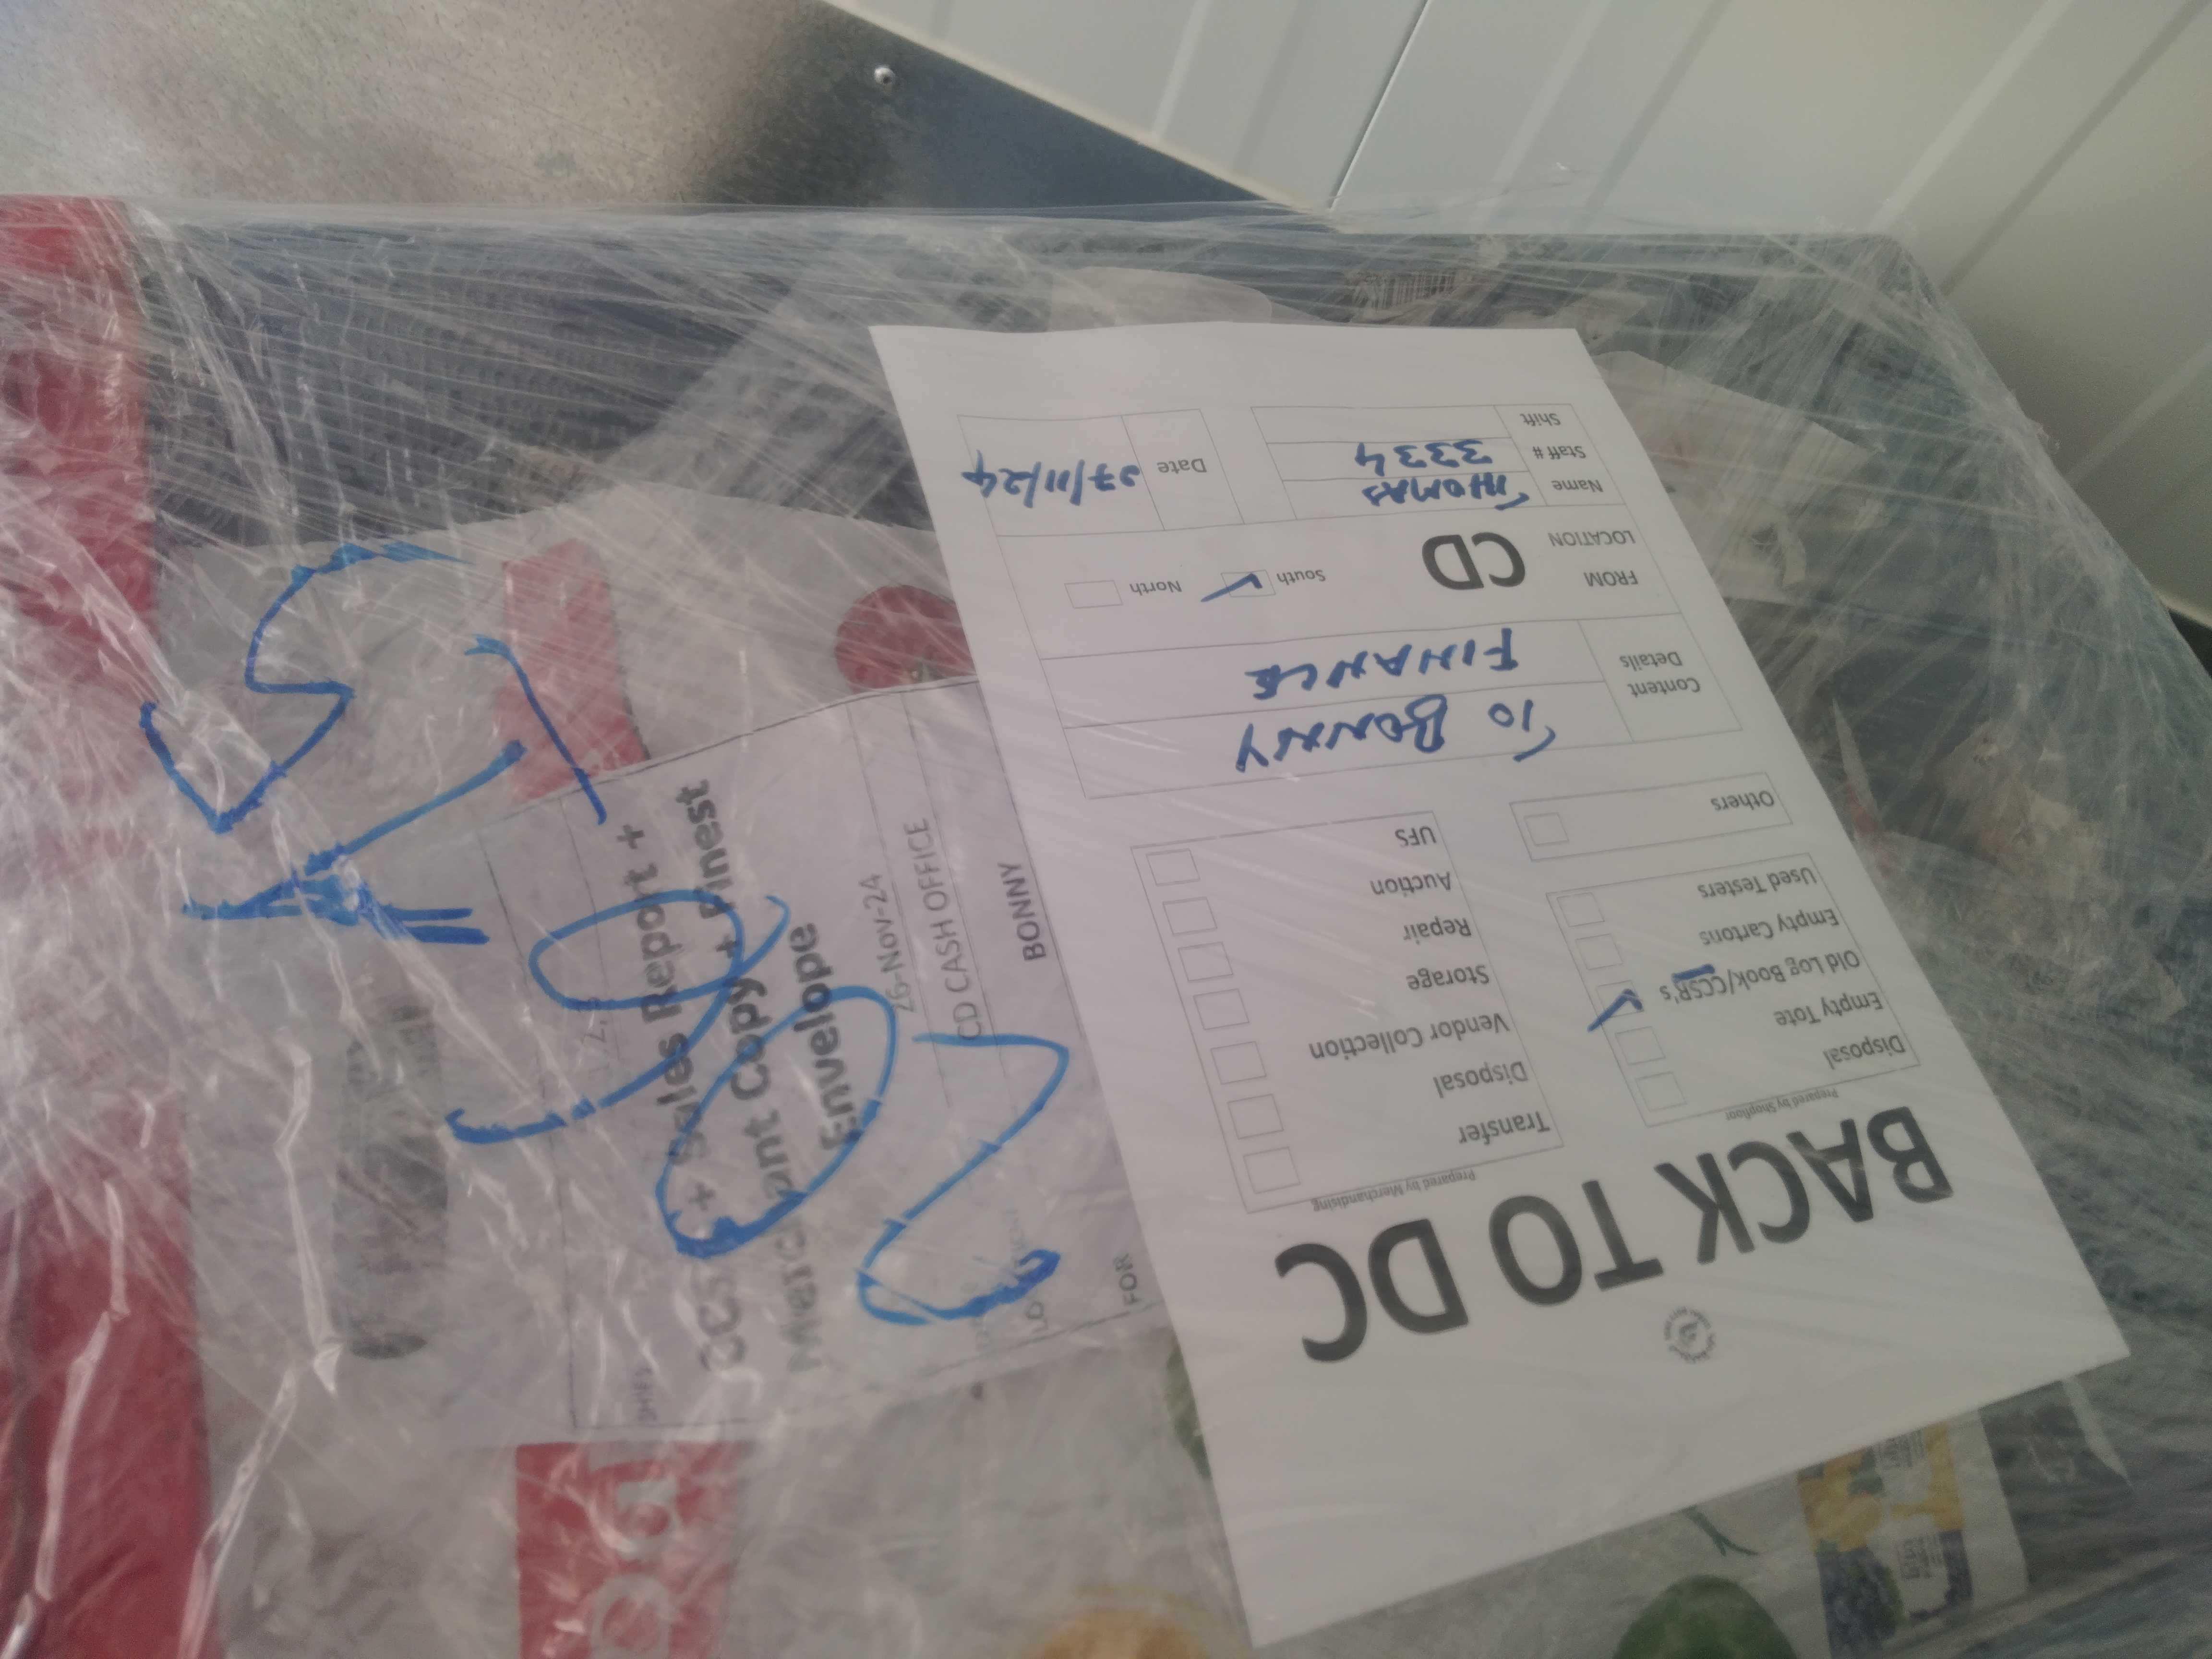 BACK TO DC
Prepared by Shopfloor
Disposal
Empty Tote
Old Log Book/CCSR's
Empty Cartons
Used Testers
Others
Prepared by Merchandising
Transfer
Disposal
Vendor Collection
Storage
Repair
Auction
UFS
Content Details
TO BONNY
FINANCE
FROM LOCATION
CD
South
North
Name
THOMAS
Staff #
3334
Shift
Date
27/11/24
+ Sales Report +
Copy + Finest
Envelope
26-Nov-24
CD CASH OFFICE
FOR
BONNY